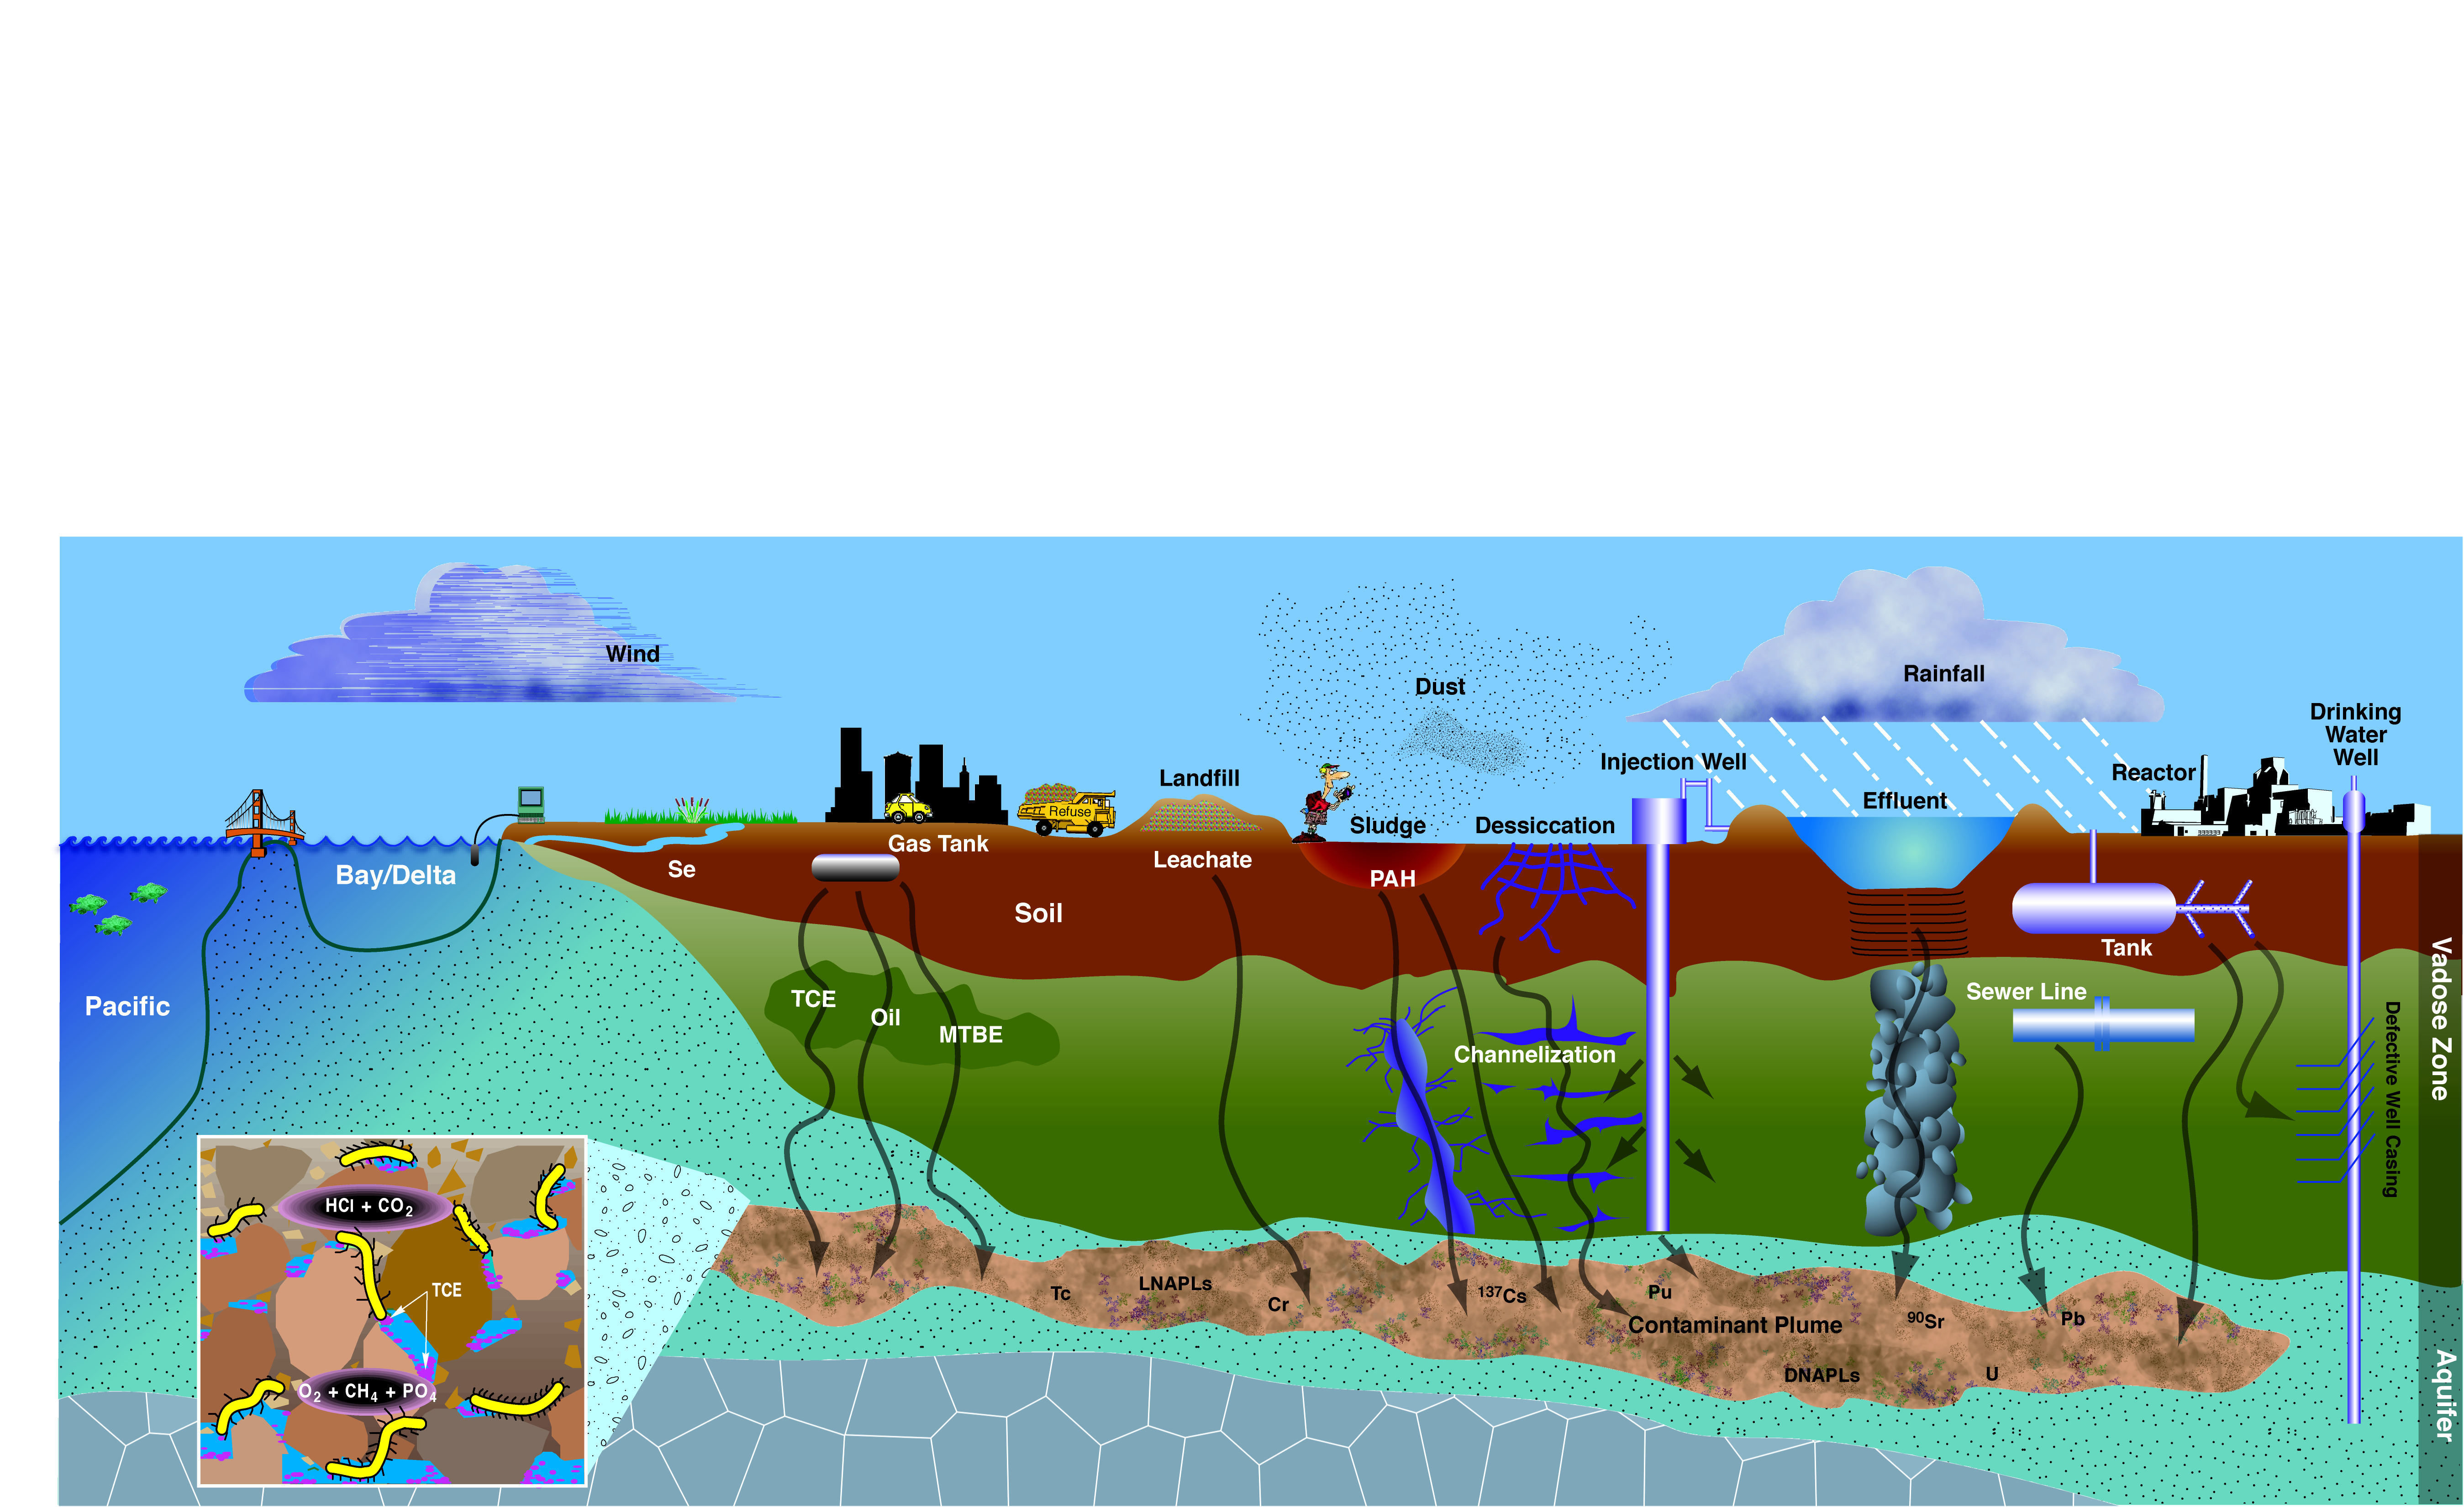 Wind
Dust
Rainfall
Drinking
Water
Well
Injection Well
Reactor
Landfill
Effluent
Refuse
Sludge
Dessiccation
Gas Tank
Leachate
Bay/Delta
Se
PAH
Soil
Tank
Vadose Zone
Sewer Line
Pacific
TCE
Oil
MTBE
Channelization
Defective Well Casing
HCl + CO₂
TCE
O₂ + CH₄ + PO₄
Tc
LNAPLs
Cr
¹³⁷Cs
Pu
Contaminant Plume
⁹⁰Sr
Pb
DNAPLs
U
Aquifer